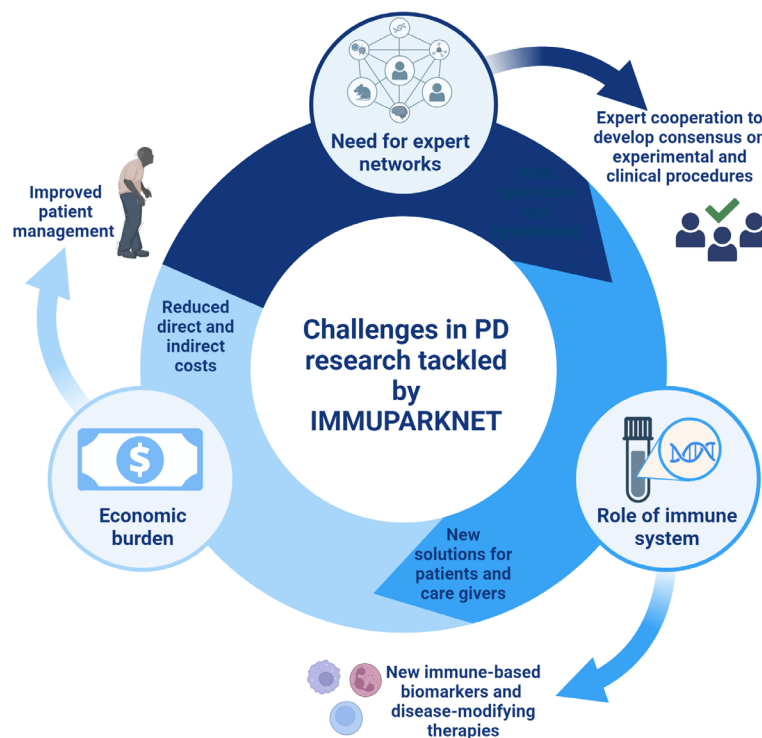 Need for expert
networks
Expert cooperation to
develop consensus on
experimental and
clinical procedures
Improved
patient
management
Reduced
direct and
indirect
costs
Challenges in PD
research tackled
by
IMMUPARKNET
Economic
burden
$
Role of immune
system
New
solutions for
patients and
care givers
New immune-based
biomarkers and
disease-modifying
therapies